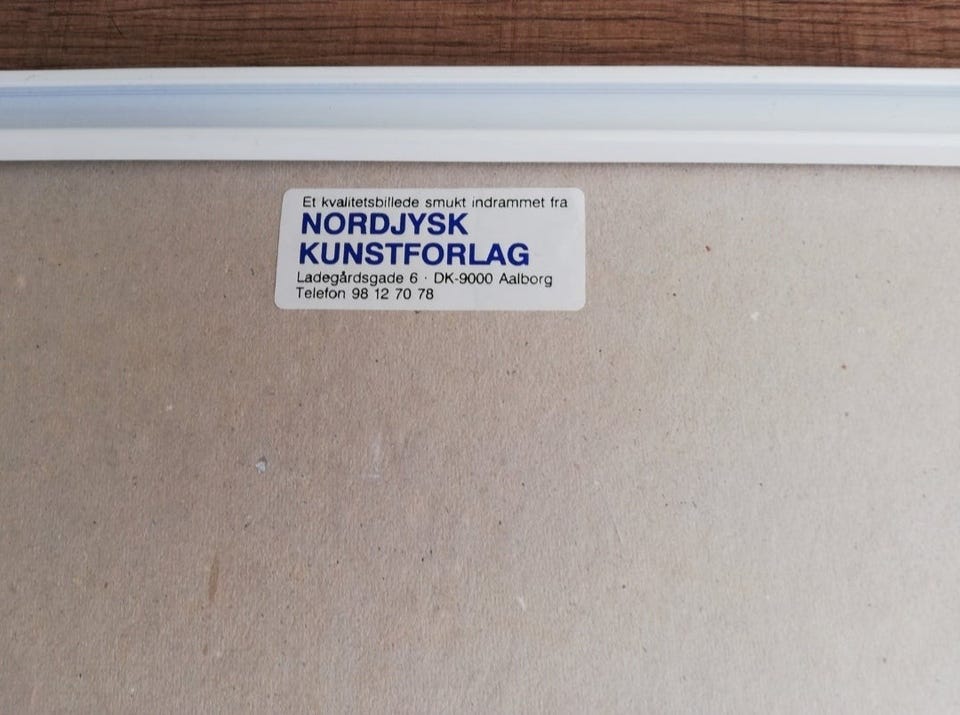 Et kvalitetsbillede smukt indrammet fra
NORDJYSK
KUNSTFORLAG
Ladegårdsgade 6 · DK-9000 Aalborg
Telefon 98 12 70 78